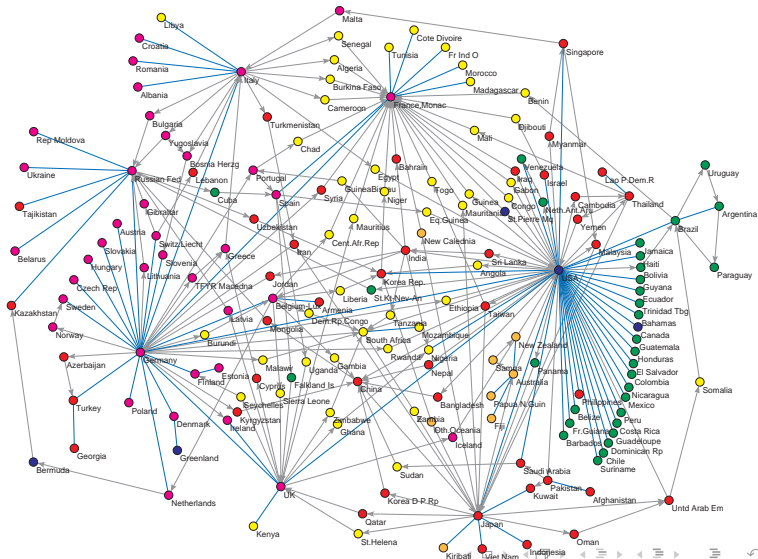 Malta
Libya
Cote Divoire
Croatia
Senegal
Fr Ind O
Tunisia
Singapore
Romania
Algeria
Morocco
Italy
Madagascar
Albania
Burkina Faso
France,Monac
Benin
Cameroon
Bulgaria
Turkmenistan
Djibouti
Rep Moldova
Yugoslavia
Mali
Myanmar
Chad
Bosnia Herzg
Bahrain
Venezuela
Uruguay
Ukraine
Russian Fed
Lebanon
Portugal
Egypt
Iraq
Israel
Lao P.Dem.R
GuineaBissau
Togo
Gabon
Cuba
Spain
Syria
Niger
Guinea
Congo
Neth.Ant.Aru
Cambodia
Thailand
Tajikistan
Gibraltar
Mauritania
St.Pierre Mq
Argentina
Uzbekistan
Mauritius
Eq.Guinea
Yemen
Brazil
Austria
Switz.Liecht
Cent.Afr.Rep
New Calednia
Slovakia
Greece
Iran
India
Sri Lanka
Malaysia
Jamaica
Belarus
Hungary
Slovenia
Haiti
Lithuania
Angola
USA
Paraguay
Czech Rep
TFYR Macedna
Jordan
Korea Rep.
Bolivia
Guyana
Sweden
Belgium-Lux
Liberia
St.Kt-Nev-An
Ecuador
Kazakhstan
Latvia
Armenia
Ethiopia
Taiwan
Trinidad Tbg
Norway
Mongolia
Dem.Rp.Congo
Tanzania
Bahamas
Burundi
South Africa
Mozambique
Canada
New Zealand
Germany
Rwanda
Nigeria
Guatemala
Azerbaijan
Malawi
Uganda
Gambia
Nepal
Samoa
Panama
Honduras
Finland
Estonia
Cyprus
Falkland Is
China
Australia
El Salvador
Colombia
Turkey
Seychelles
Sierra Leone
Bangladesh
Papua N.Guin
Philippines
Nicaragua
Poland
Mexico
Denmark
Ireland
Kyrgyzstan
Zimbabwe
Zambia
Fiji
Belize
Peru
Somalia
Ghana
Oth.Oceania
Fr.Guiana
Costa Rica
Georgia
Greenland
Iceland
Barbados
Guadeloupe
Dominican Rp
Chile
Bermuda
Sudan
Saudi Arabia
Suriname
UK
Pakistan
Netherlands
Korea D P Rp
Kuwait
Afghanistan
Untd Arab Em
Qatar
Japan
Kenya
St.Helena
Oman
Kiribati
Viet Nam
Indonesia